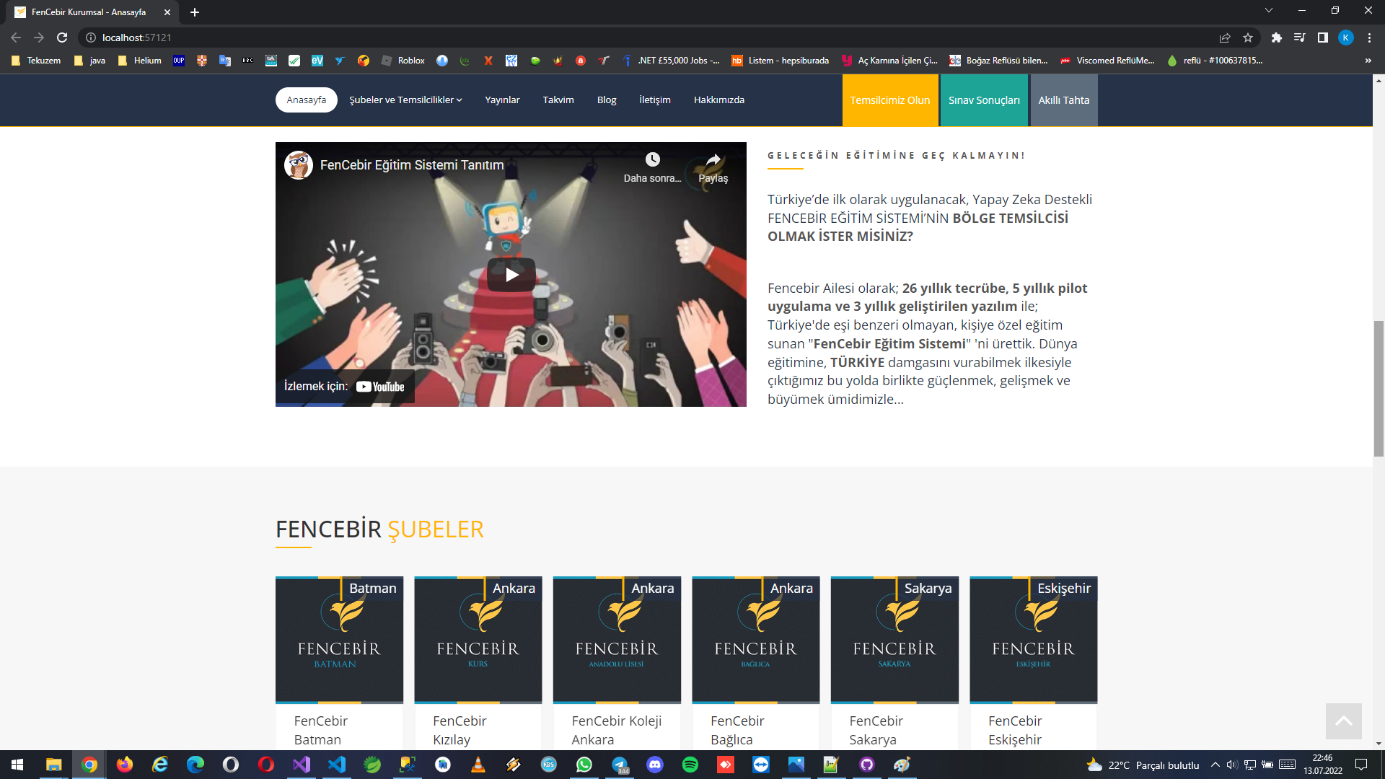 FenCebir Kurumsal - Anasayfa
localhost:57121
Tekuzem java Helium OUP BBC eV Roblox .NET £55,000 Jobs -... hb Listem - hepsiburada Aç Karnına İçilen Çi... Boğaz Reflüsü bilen... Viscomed RefluMe... reflü - #100637815... »
Anasayfa Şubeler ve Temsilcilikler Yayınlar Takvim Blog İletişim Hakkımızda Temsilcimiz Olun Sınav Sonuçları Akıllı Tahta
FenCebir Eğitim Sistemi Tanıtım
Daha sonra... Paylaş
İzlemek için: YouTube
GELECEĞİN EĞİTİMİNE GEÇ KALMAYIN!
Türkiye’de ilk olarak uygulanacak, Yapay Zeka Destekli
FENCEBİR EĞİTİM SİSTEMİ’NİN BÖLGE TEMSİLCİSİ
OLMAK İSTER MİSİNİZ?
Fencebir Ailesi olarak; 26 yıllık tecrübe, 5 yıllık pilot
uygulama ve 3 yıllık geliştirilen yazılım ile;
Türkiye'de eşi benzeri olmayan, kişiye özel eğitim
sunan "FenCebir Eğitim Sistemi" 'ni ürettik. Dünya
eğitimine, TÜRKİYE damgasını vurabilmek ilkesiyle
çıktığımız bu yolda birlikte güçlenmek, gelişmek ve
büyümek ümidimizle...
FENCEBİR ŞUBELER
Batman Ankara Ankara Ankara Sakarya Eskişehir
FENCEBİR FENCEBİR FENCEBİR FENCEBİR FENCEBİR FENCEBİR
BATMAN KURS ANADOLU LİSESİ BAĞLICA SAKARYA ESKİŞEHİR
FenCebir FenCebir FenCebir Koleji FenCebir FenCebir FenCebir
Batman Kızılay Ankara Bağlıca Sakarya Eskişehir
22°C Parçalı bulutlu 22:46
13.07.2022